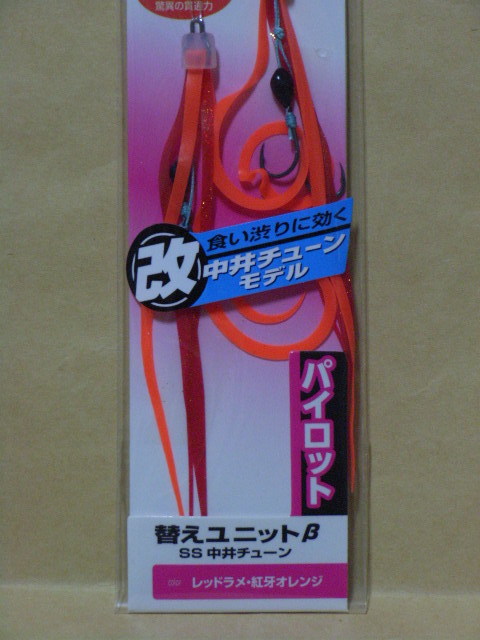 驚異の貫通力
改
食い渋りに効く
中井チューン
モデル
パイロット
替えユニットβ
SS 中井チューン
レッドラメ・紅牙オレンジ